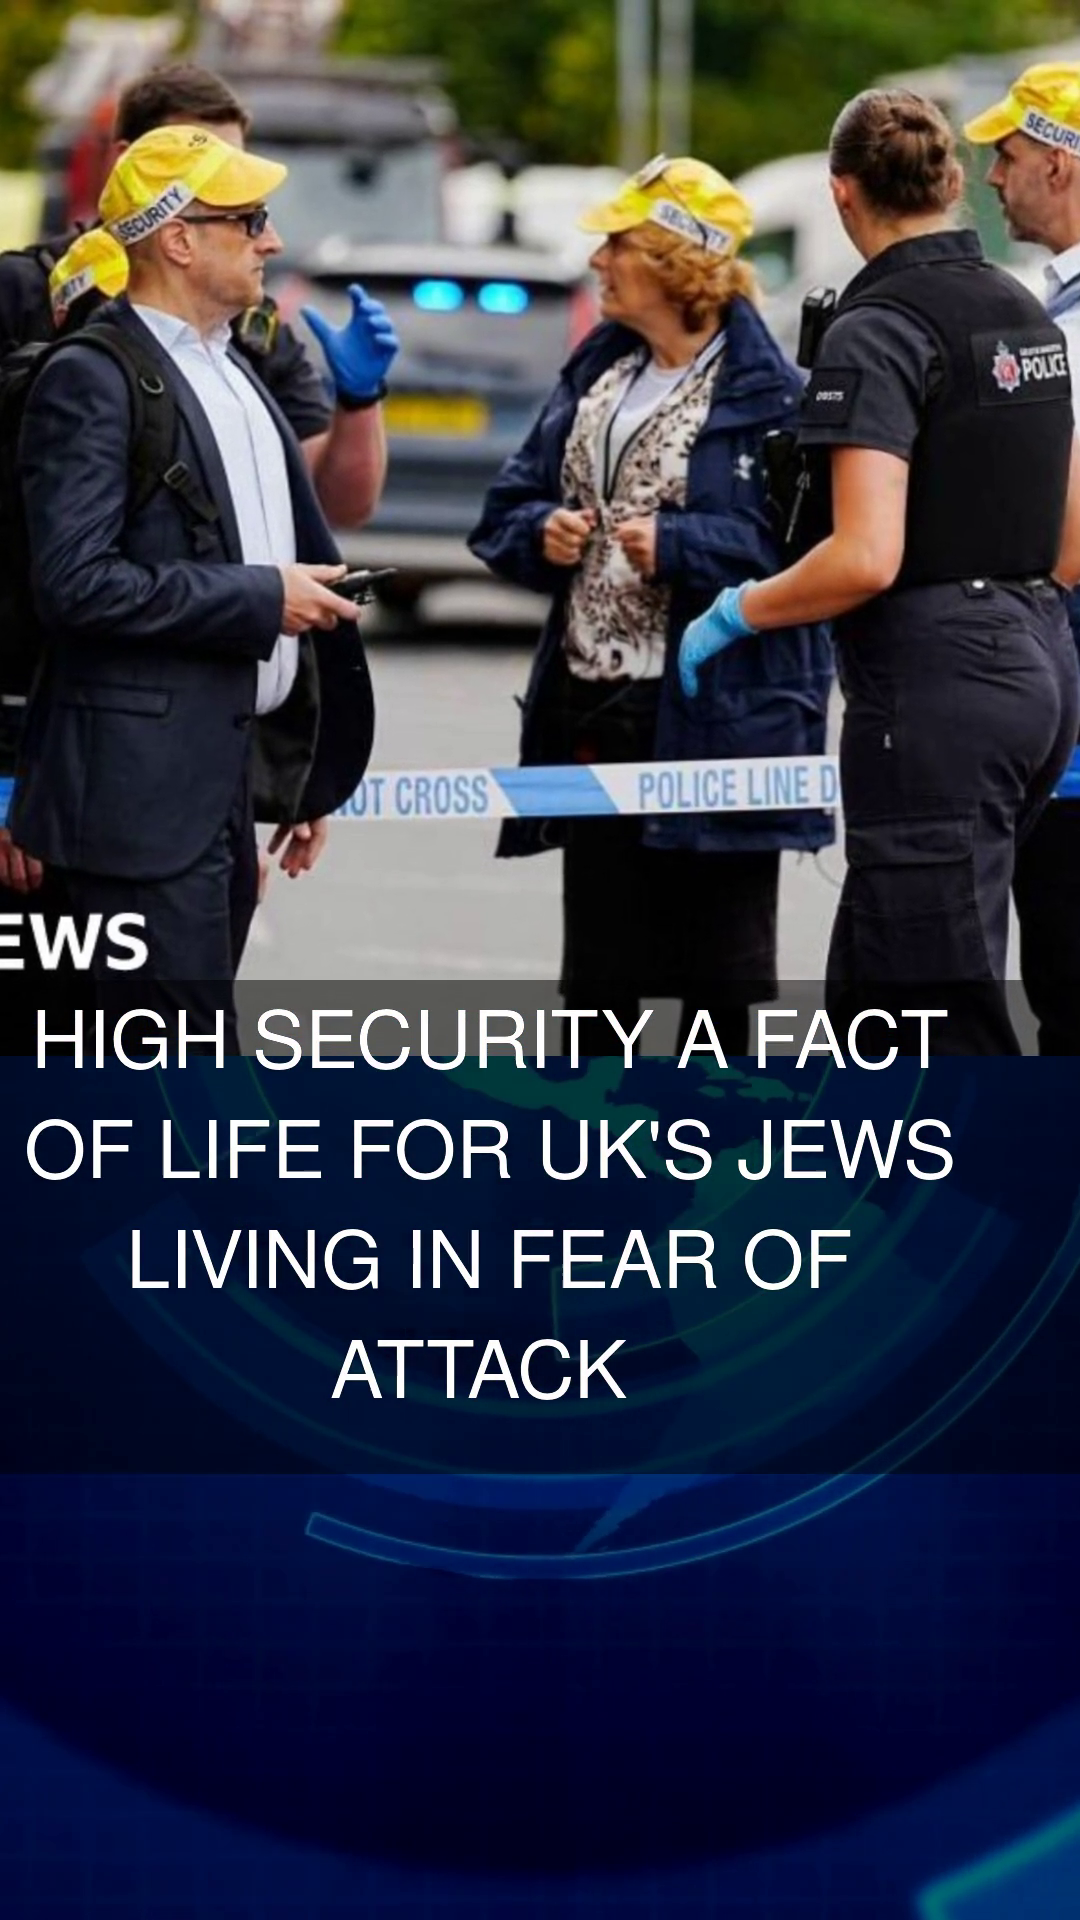 SECURITY
SECURITY
SECURI
POLICE
OT CROSS
POLICE LINE D
EWS
HIGH SECURITY A FACT
OF LIFE FOR UK'S JEWS
LIVING IN FEAR OF
ATTACK